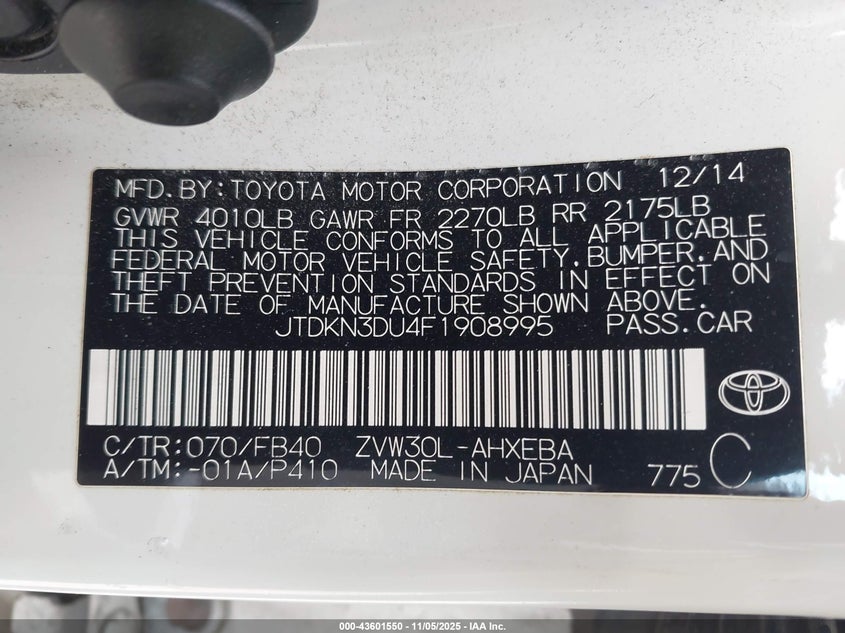 MFD.BY:TOYOTA MOTOR CORPORATION 12/14
GVWR 4010LB GAWR FR 2270LB RR 2175LB
THIS VEHICLE CONFORMS TO ALL APPLICABLE
FEDERAL MOTOR VEHICLE SAFETY,BUMPER,AND
THEFT PREVENTION STANDARDS IN EFFECT ON
THE DATE OF MANUFACTURE SHOWN ABOVE.
JTDKN3DU4F1908995 PASS.CAR
C/TR:070/FB40 ZVW30L-AHXEBA
A/TM:-01A/P410 MADE IN JAPAN 775 C
000-43601550 - 11/05/2025 - IAA Inc.